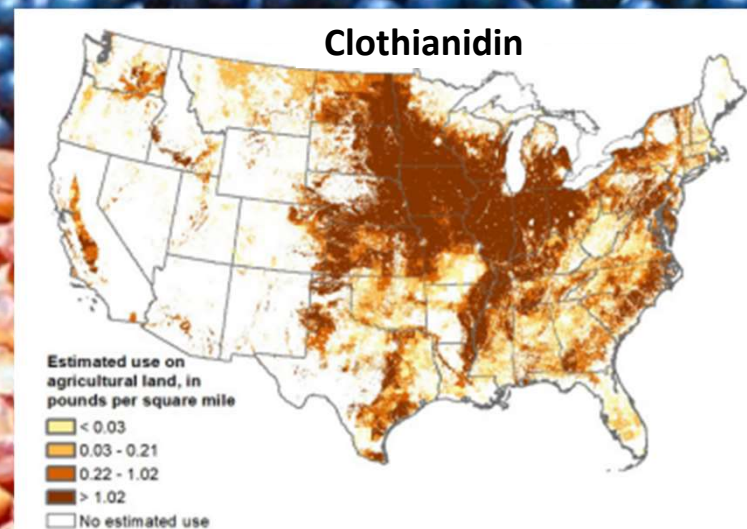 Clothianidin
Estimated use on
agricultural land, in
pounds per square mile
< 0.03
0.03 - 0.21
0.22 - 1.02
> 1.02
No estimated use